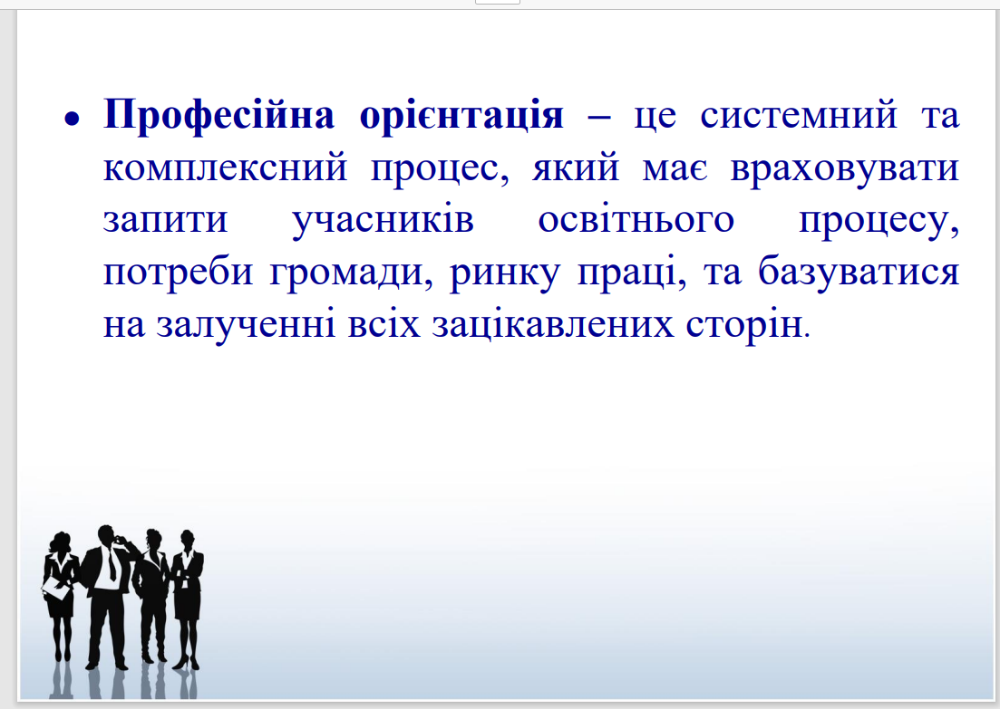 • Професійна орієнтація – це системний та
комплексний процес, який має враховувати
запити учасників освітнього процесу,
потреби громади, ринку праці, та базуватися
на залученні всіх зацікавлених сторін.